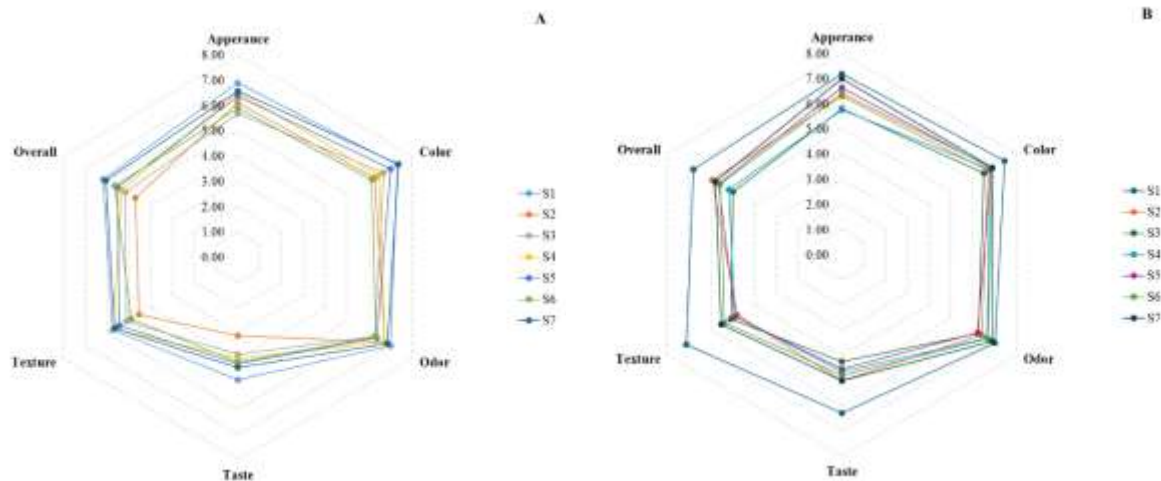 A
Apperance
8.00
7.00
6.00
5.00
4.00
3.00
2.00
1.00
0.00
Color
Odor
Taste
Texture
Overall
S1
S2
S3
S4
S5
S6
S7
B
Apperance
8.00
7.00
6.00
5.00
4.00
3.00
2.00
1.00
0.00
Color
Odor
Taste
Texture
Overall
S1
S2
S3
S4
S5
S6
S7